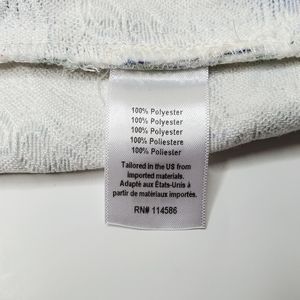 100% Polyester
100% Polyester
100% Polyester
100% Poliestere
100% Poliester
Tailored in the US from
imported materials.
Adapté aux États-Unis à
partir de matériaux importés.
RN# 114586